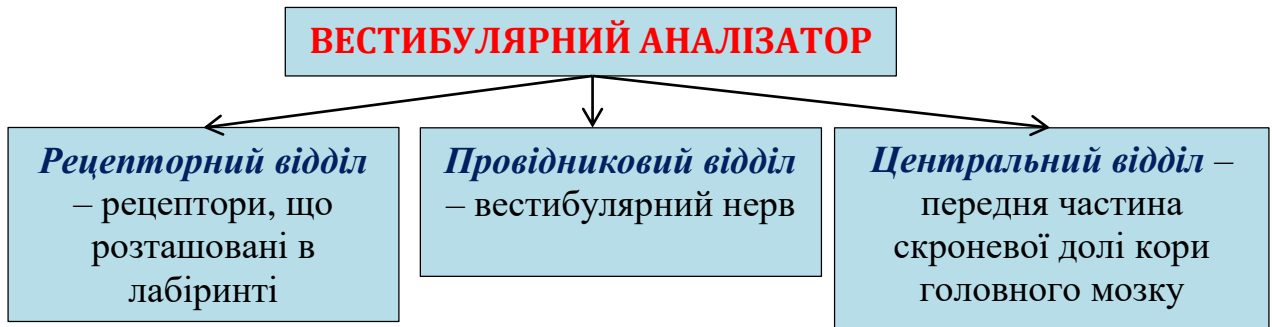 ВЕСТИБУЛЯРНИЙ АНАЛІЗАТОР
Рецепторний відділ
– рецептори, що
розташовані в
лабіринті
Провідниковий відділ
– вестибулярний нерв
Центральний відділ –
передня частина
скроневої долі кори
головного мозку